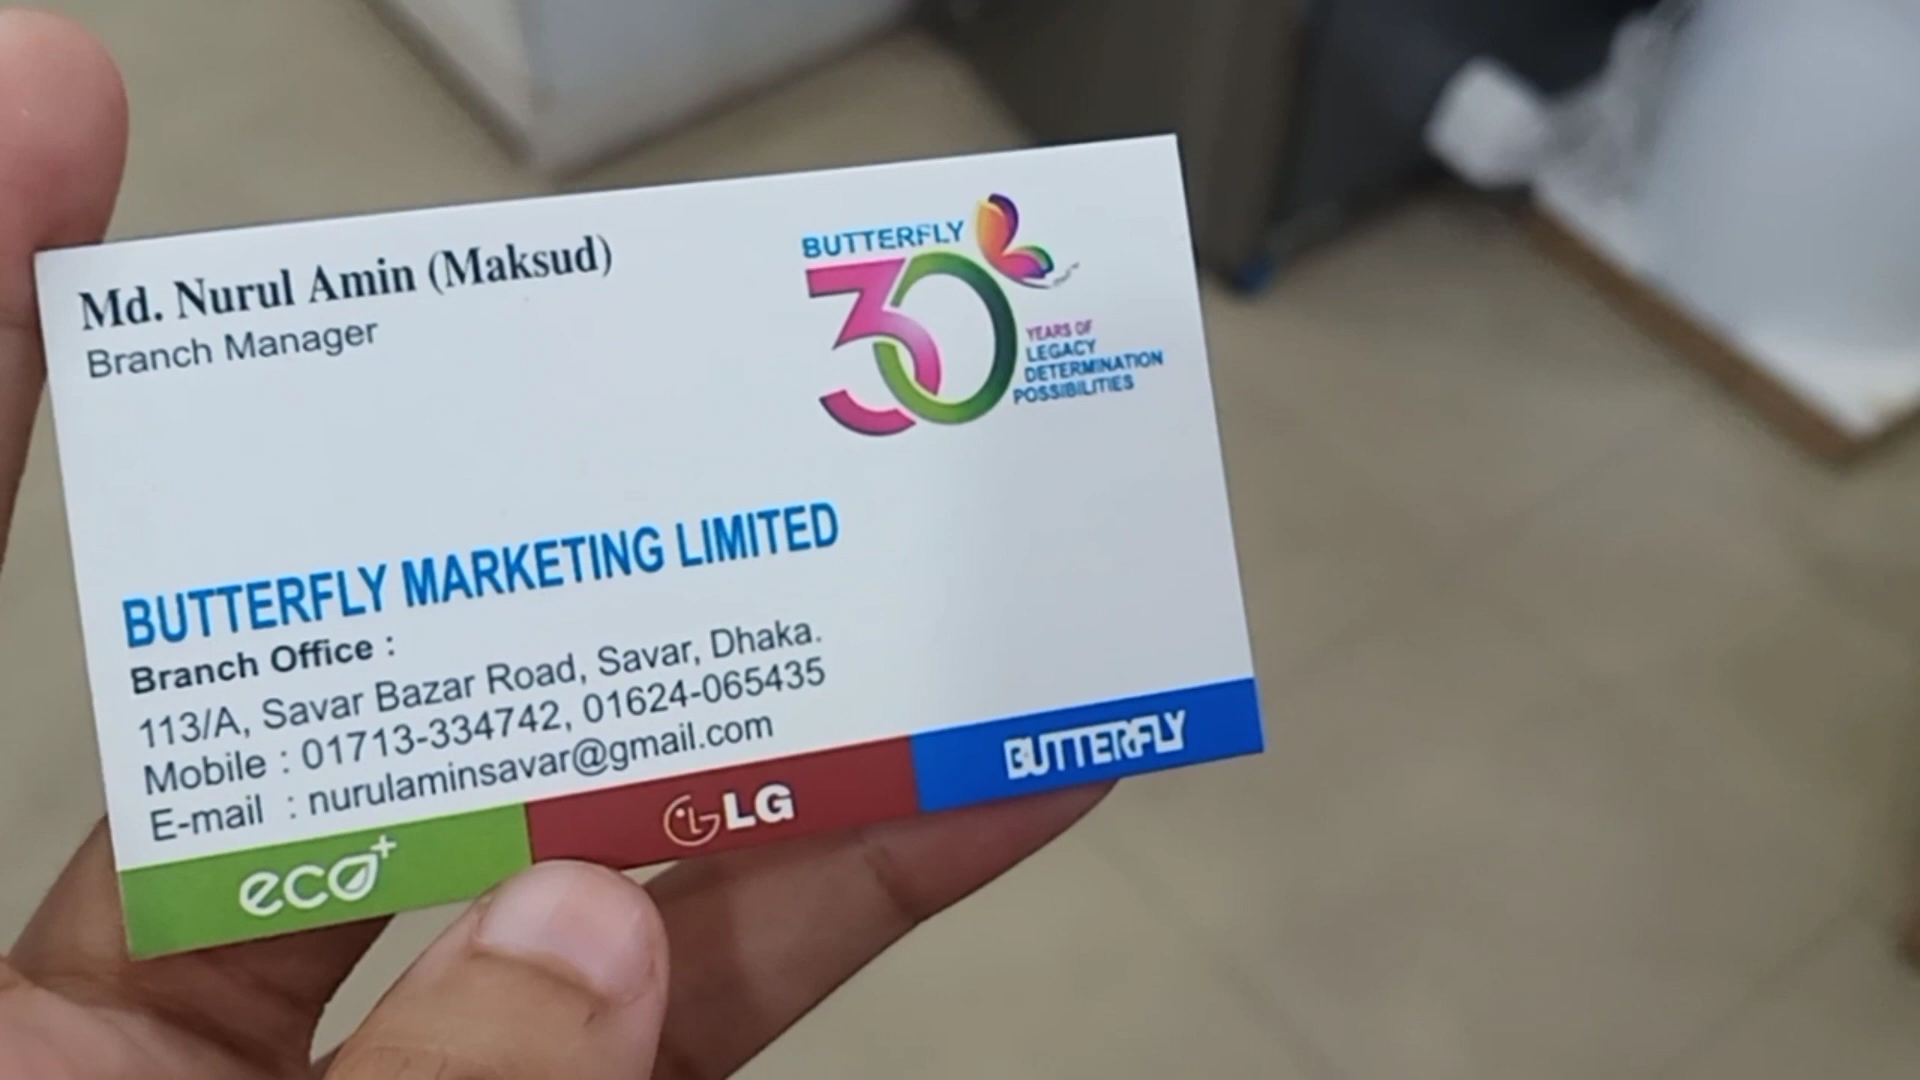 Md. Nurul Amin (Maksud)
Branch Manager
BUTTERFLY
30
YEARS OF
LEGACY
DETERMINATION
POSSIBILITIES
BUTTERFLY MARKETING LIMITED
Branch Office :
113/A, Savar Bazar Road, Savar, Dhaka.
Mobile : 01713-334742, 01624-065435
E-mail : nurulaminsavar@gmail.com
eco+
LG
BUTTERFLY